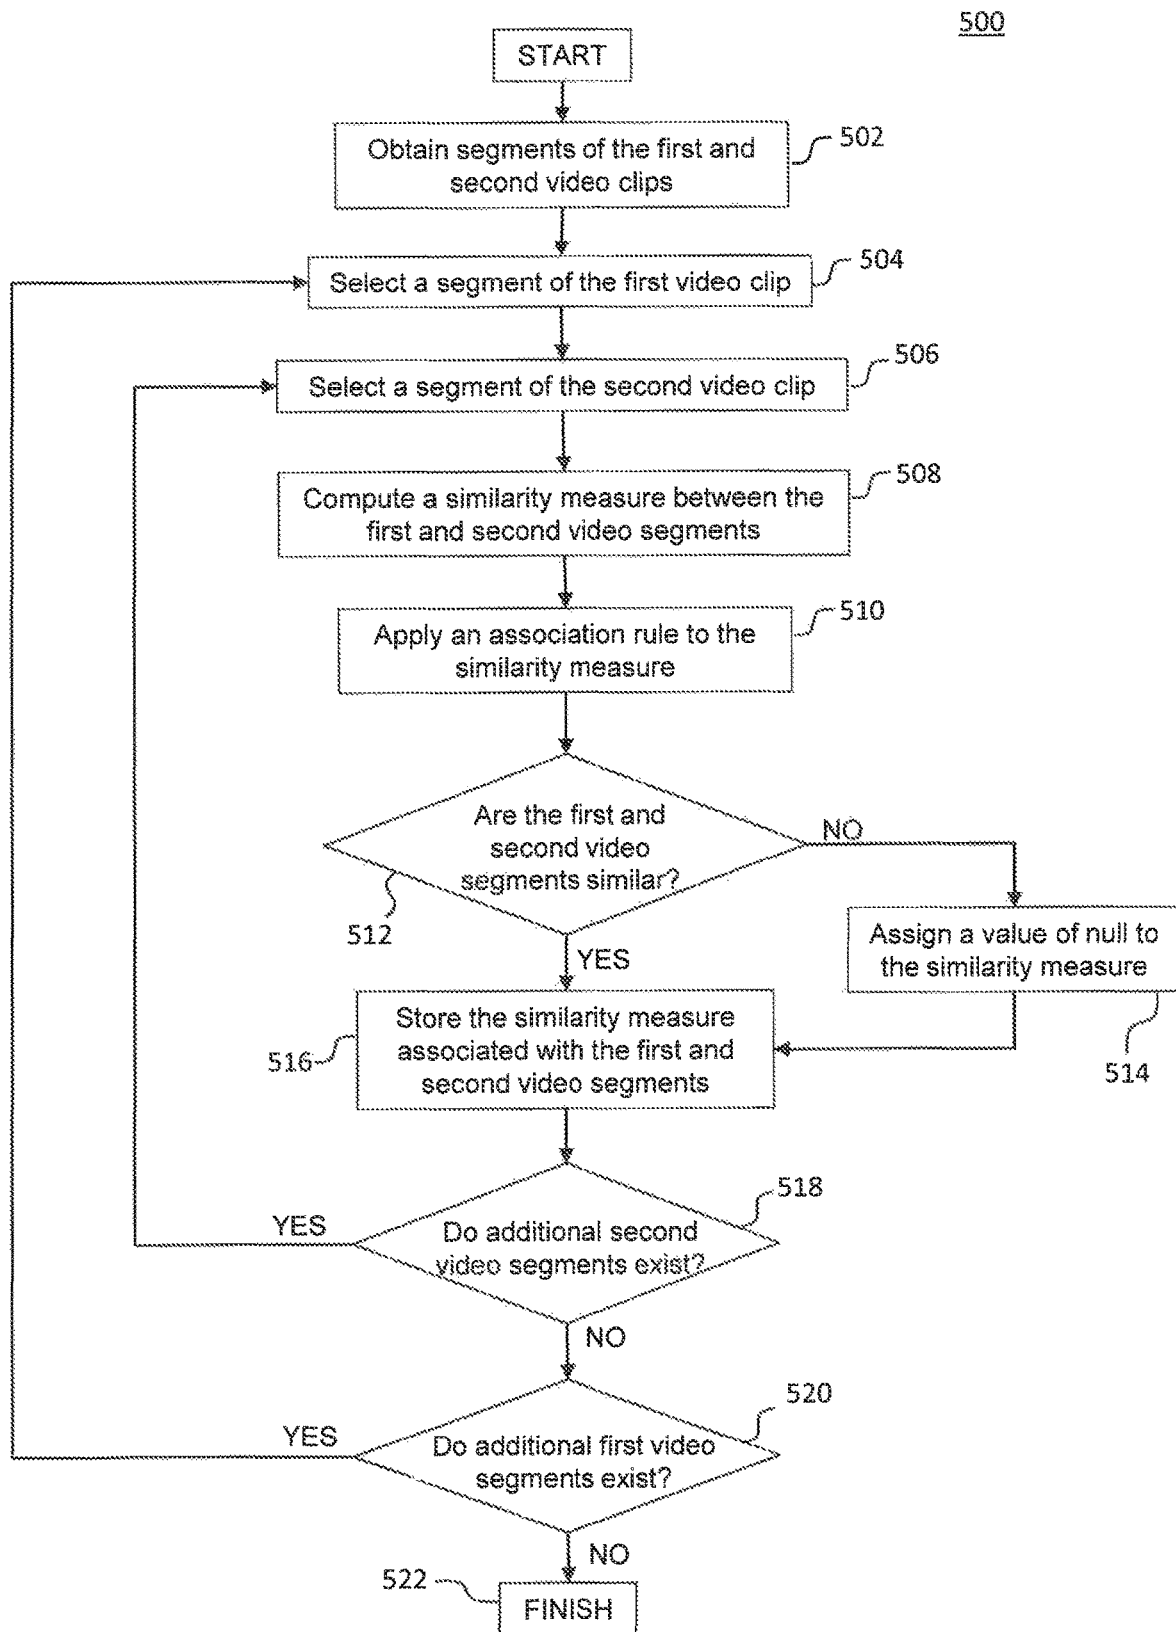 500
START
Obtain segments of the first and
second video clips
502
Select a segment of the first video clip
504
Select a segment of the second video clip
506
Compute a similarity measure between the
first and second video segments
508
Apply an association rule to the
similarity measure
510
Are the first and
second video
segments similar?
512
NO
YES
Assign a value of null to
the similarity measure
514
Store the similarity measure
associated with the first and
second video segments
516
Do additional second
video segments exist?
518
YES
NO
Do additional first video
segments exist?
520
YES
NO
522
FINISH